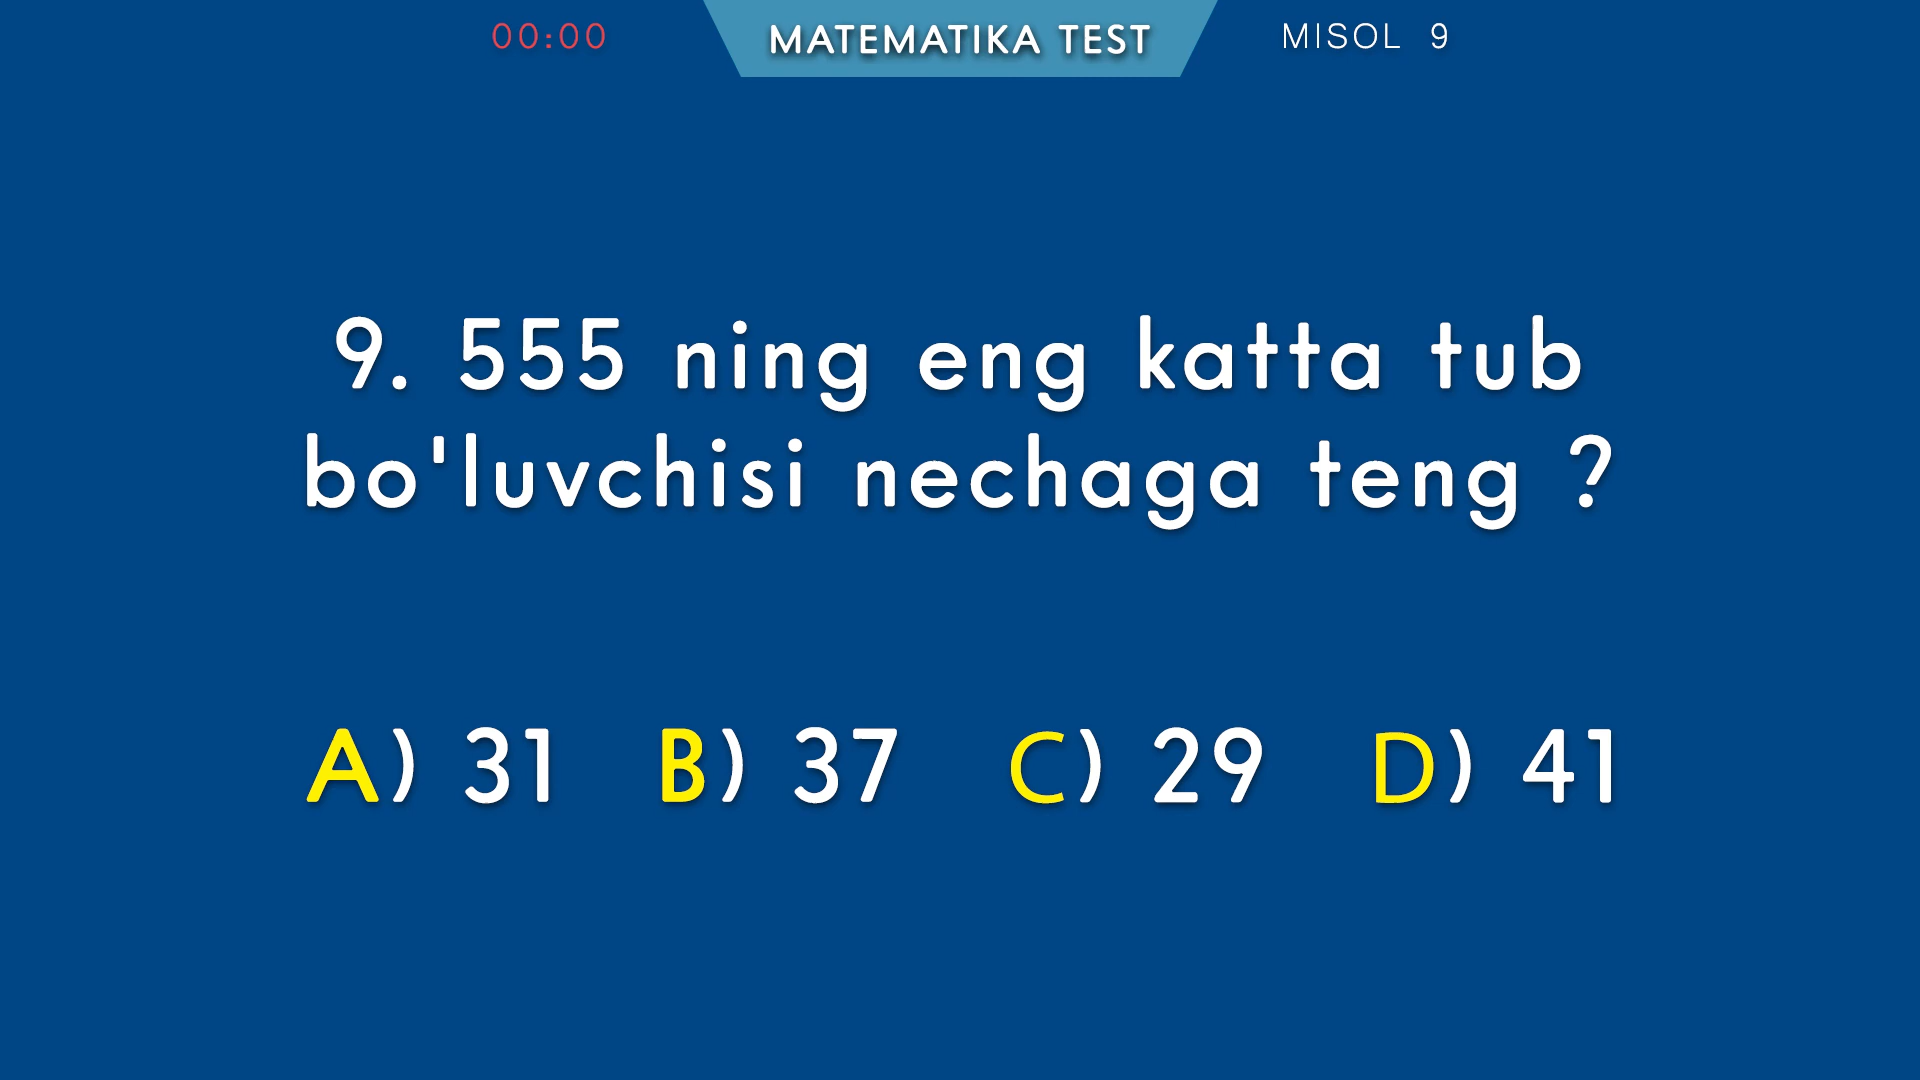 00:00 MATEMATIKA TEST MISOL 9
9. 555 ning eng katta tub
bo'luvchisi nechaga teng ?
A) 31 B) 37 C) 29 D) 41